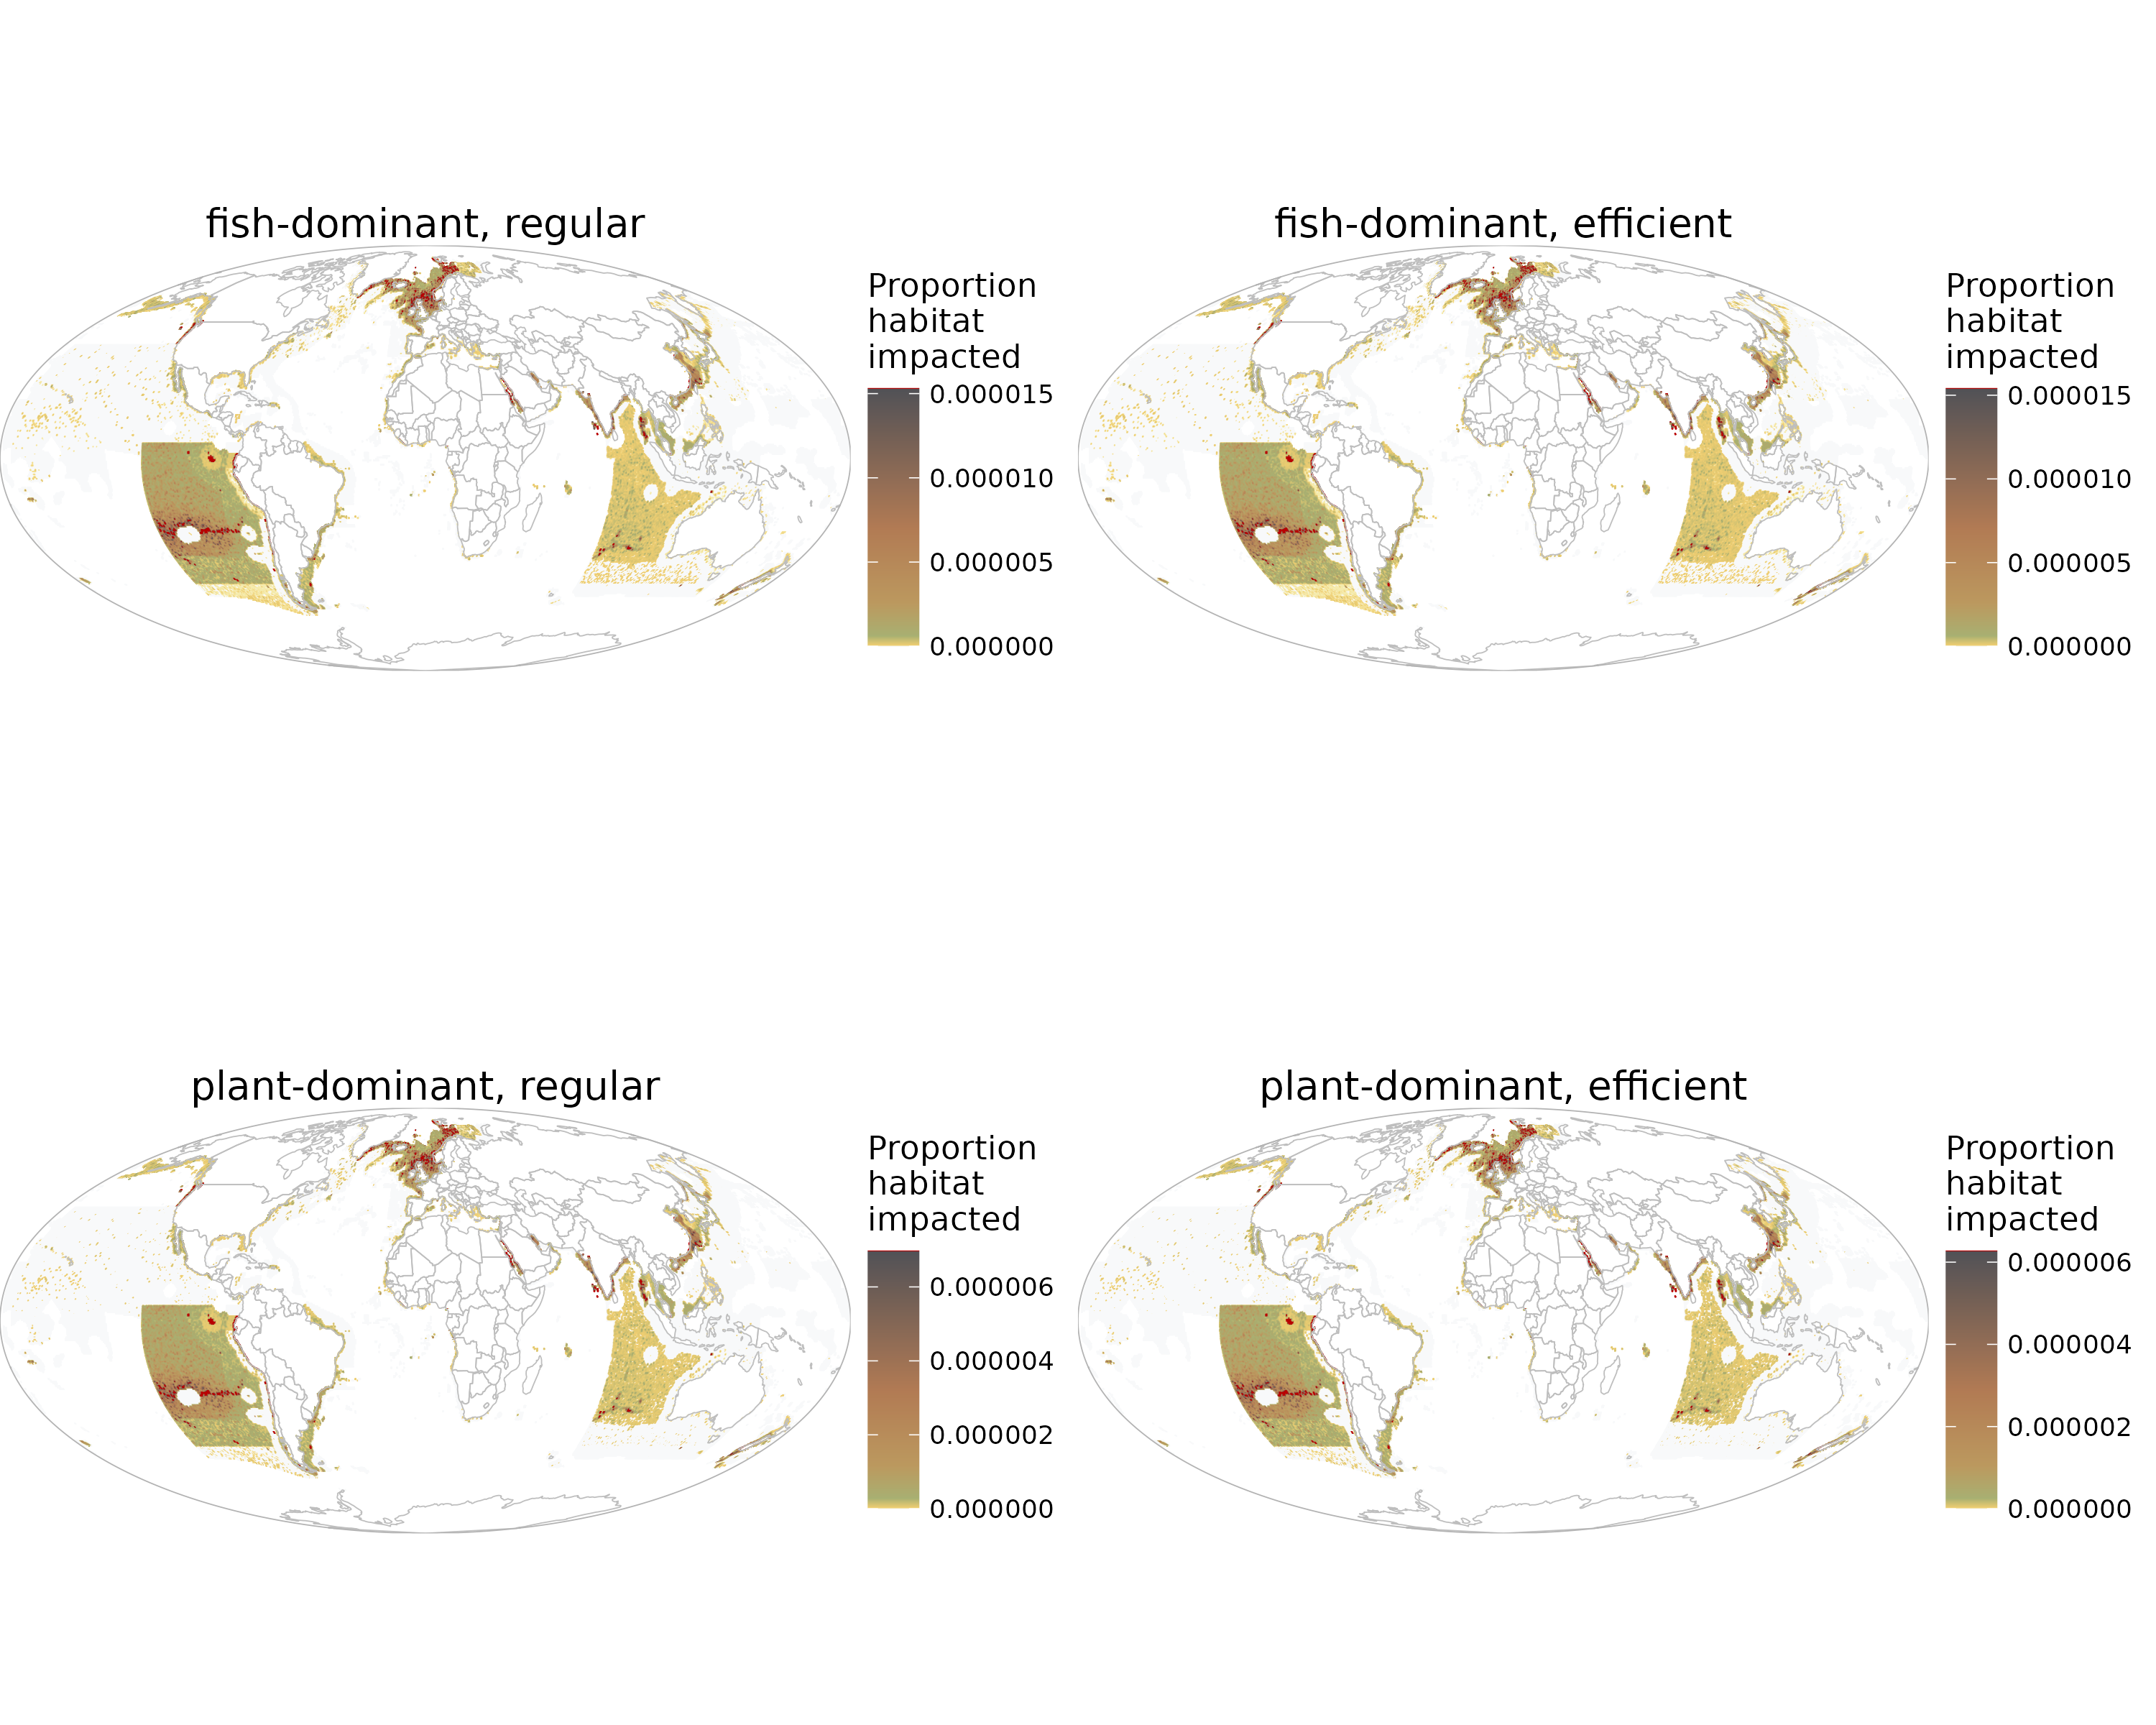 fish-dominant, regular
Proportion
habitat
impacted
0.000015
0.000010
0.000005
0.000000
fish-dominant, efficient
Proportion
habitat
impacted
0.000015
0.000010
0.000005
0.000000
plant-dominant, regular
Proportion
habitat
impacted
0.000006
0.000004
0.000002
0.000000
plant-dominant, efficient
Proportion
habitat
impacted
0.000006
0.000004
0.000002
0.000000